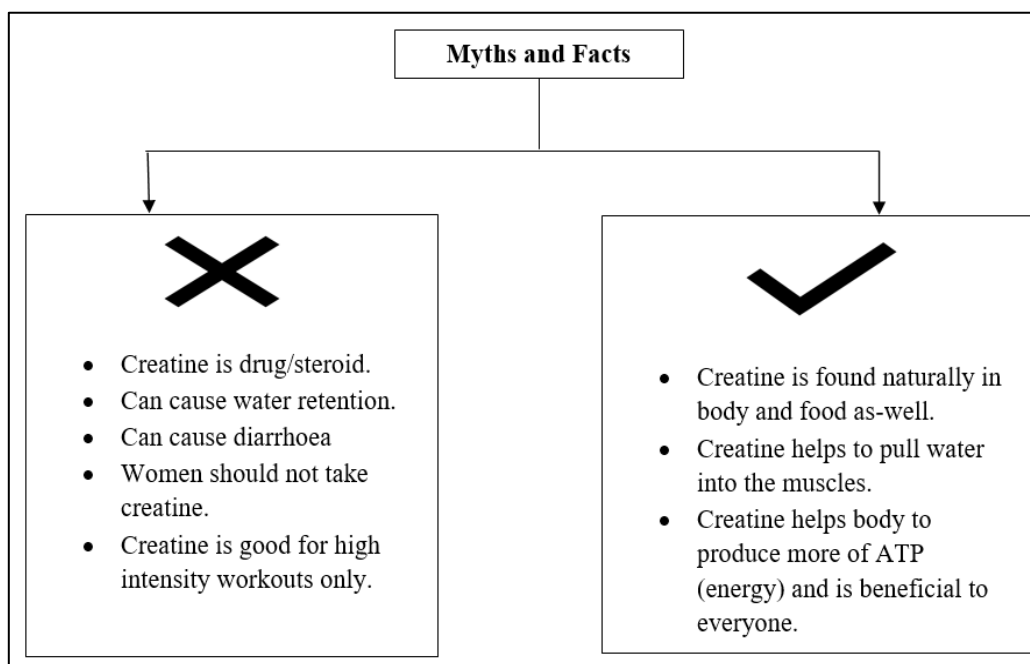 Myths and Facts
• Creatine is drug/steroid.
• Can cause water retention.
• Can cause diarrhoea
• Women should not take
creatine.
• Creatine is good for high
intensity workouts only.
• Creatine is found naturally in
body and food as-well.
• Creatine helps to pull water
into the muscles.
• Creatine helps body to
produce more of ATP
(energy) and is beneficial to
everyone.